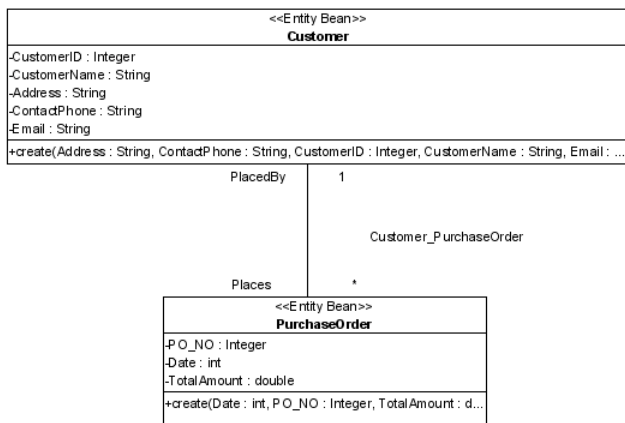 <<Entity Bean>>
Customer
-CustomerID : Integer
-CustomerName : String
-Address : String
-ContactPhone : String
-Email : String
+create(Address : String, ContactPhone : String, CustomerID : Integer, CustomerName : String, Email : ...
PlacedBy 1
Customer_PurchaseOrder
Places *
<<Entity Bean>>
PurchaseOrder
-PO_NO : Integer
-Date : int
-TotalAmount : double
+create(Date : int, PO_NO : Integer, TotalAmount : d...